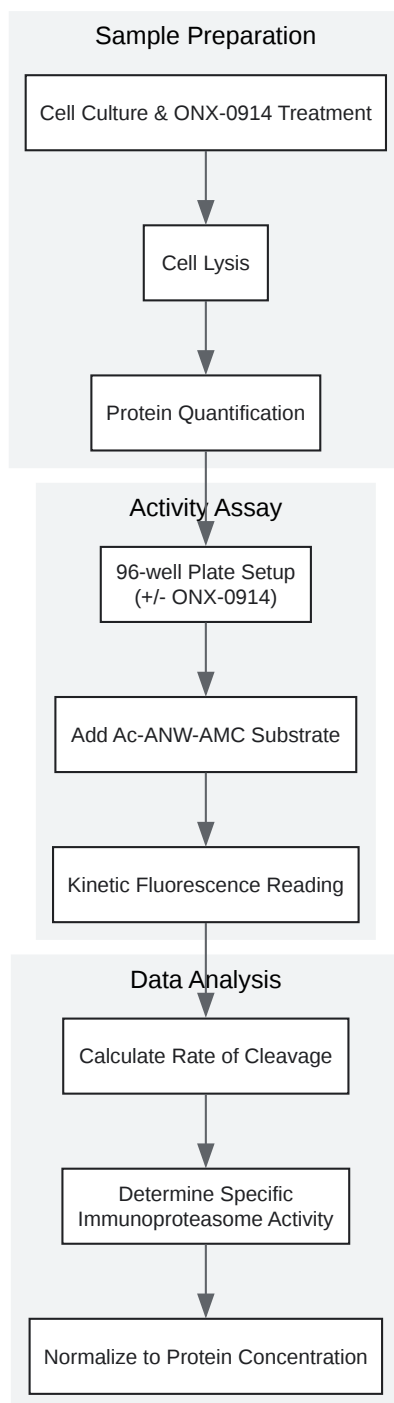 Sample Preparation
Cell Culture & ONX-0914 Treatment
Cell Lysis
Protein Quantification
Activity Assay
96-well Plate Setup
(+/- ONX-0914)
Add Ac-ANW-AMC Substrate
Kinetic Fluorescence Reading
Data Analysis
Calculate Rate of Cleavage
Determine Specific
Immunoproteasome Activity
Normalize to Protein Concentration